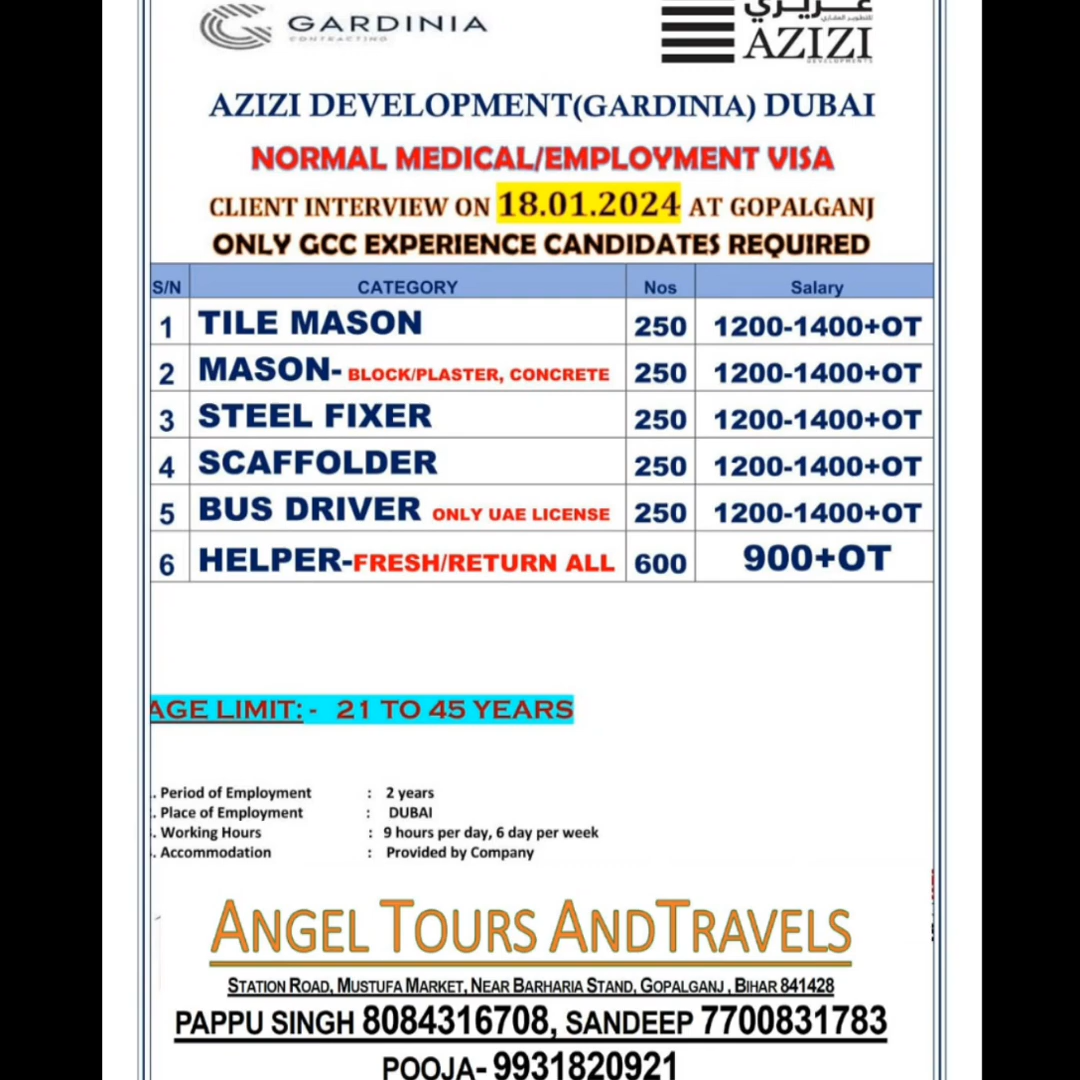 GARDINIA
CONTRACTING
عزيزي
للتطوير العقاري
AZIZI
DEVELOPMENTS
AZIZI DEVELOPMENT(GARDINIA) DUBAI
NORMAL MEDICAL/EMPLOYMENT VISA
CLIENT INTERVIEW ON 18.01.2024 AT GOPALGANJ
ONLY GCC EXPERIENCE CANDIDATES REQUIRED
S/N CATEGORY Nos Salary
1 TILE MASON 250 1200-1400+OT
2 MASON- BLOCK/PLASTER, CONCRETE 250 1200-1400+OT
3 STEEL FIXER 250 1200-1400+OT
4 SCAFFOLDER 250 1200-1400+OT
5 BUS DRIVER ONLY UAE LICENSE 250 1200-1400+OT
6 HELPER-FRESH/RETURN ALL 600 900+OT
AGE LIMIT: - 21 TO 45 YEARS
. Period of Employment : 2 years
. Place of Employment : DUBAI
. Working Hours : 9 hours per day, 6 day per week
. Accommodation : Provided by Company
ANGEL TOURS ANDTRAVELS
STATION ROAD, MUSTUFA MARKET, NEAR BARHARIA STAND, GOPALGANJ , BIHAR 841428
PAPPU SINGH 8084316708, SANDEEP 7700831783
POOJA- 9931820921